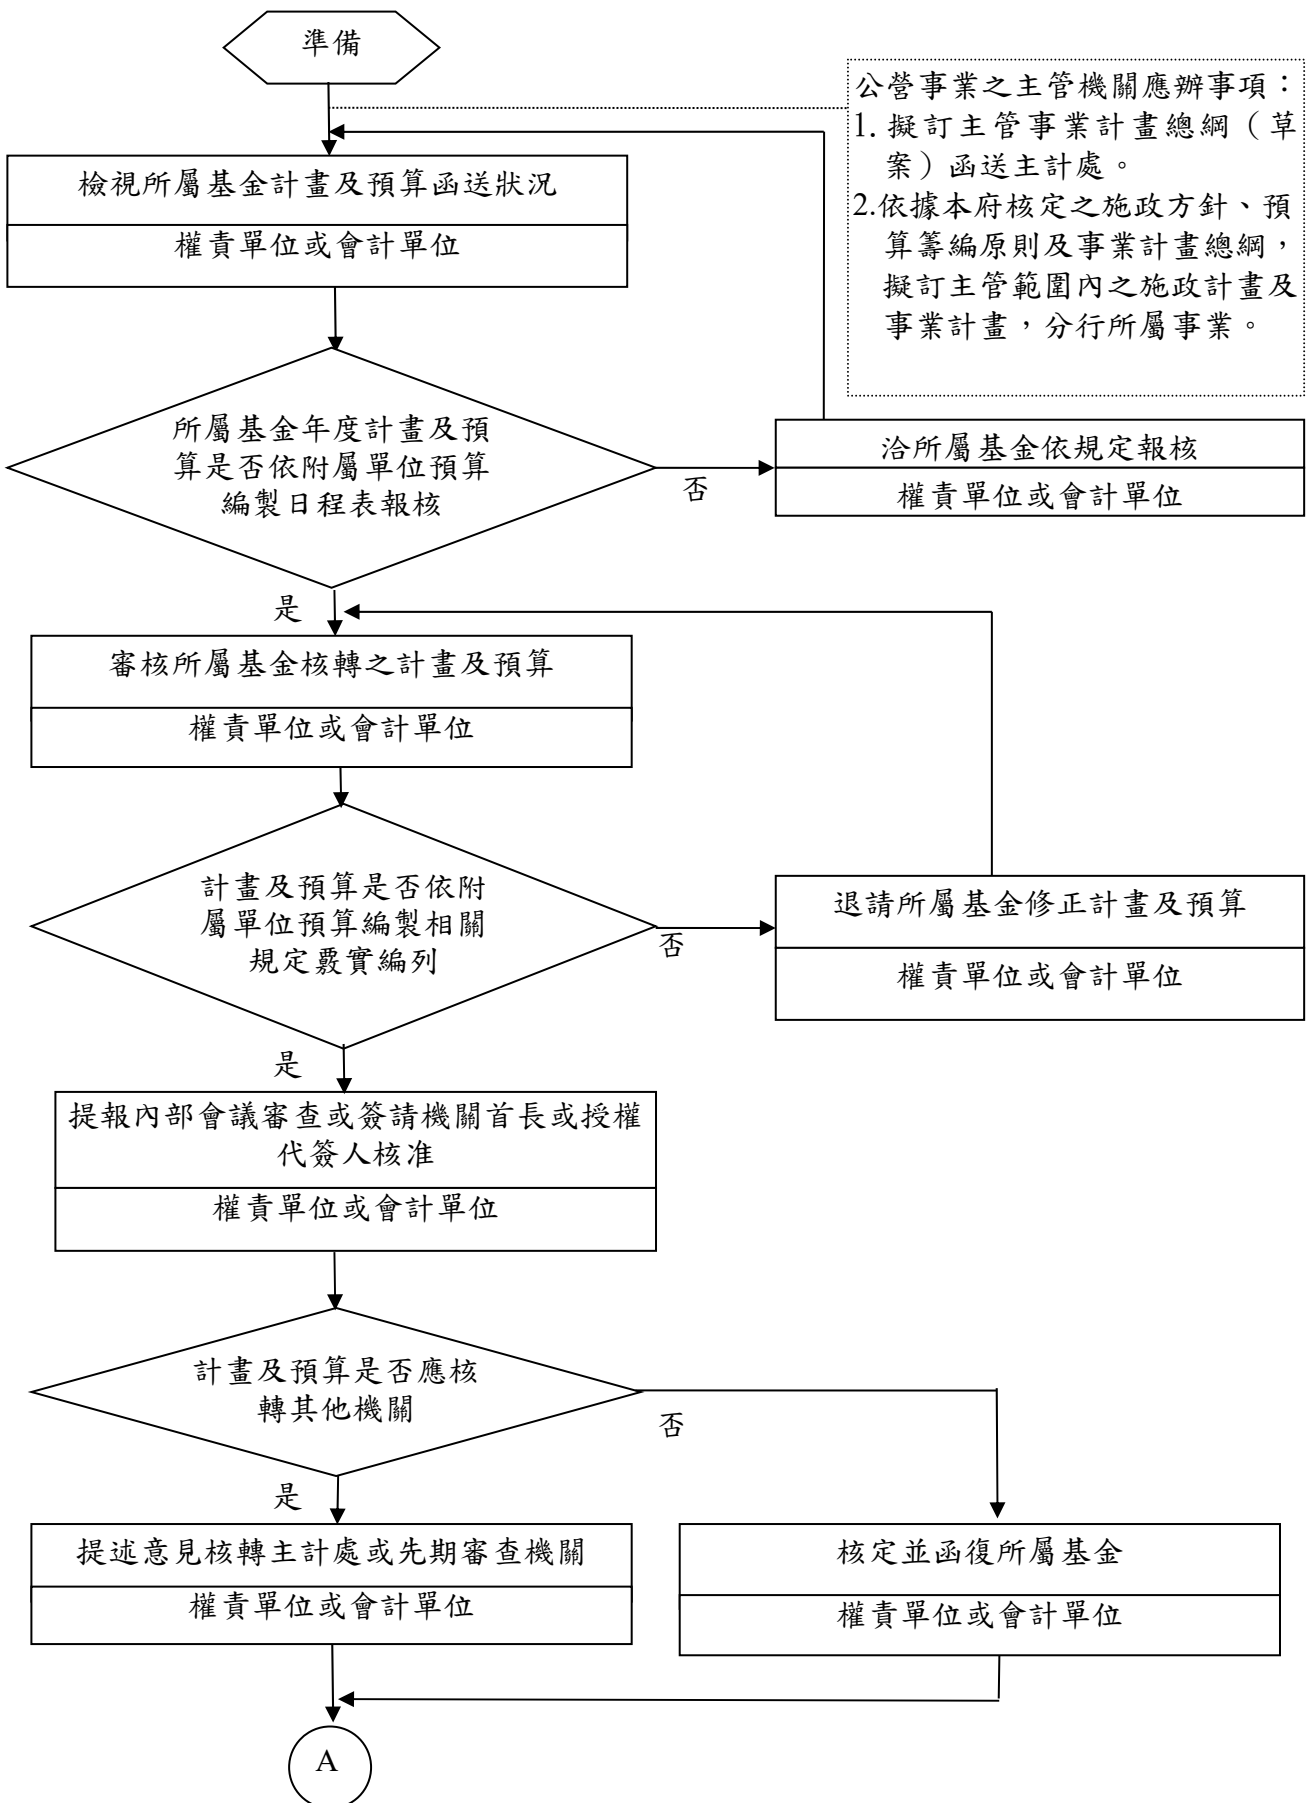 準備
公營事業之主管機關應辦事項：
1. 擬訂主管事業計畫總綱（草
案）函送主計處。
2.依據本府核定之施政方針、預
算籌編原則及事業計畫總綱，
擬訂主管範圍內之施政計畫及
事業計畫，分行所屬事業。
檢視所屬基金計畫及預算函送狀況
權責單位或會計單位
所屬基金年度計畫及預
算是否依附屬單位預算
編製日程表報核
否
洽所屬基金依規定報核
權責單位或會計單位
是
審核所屬基金核轉之計畫及預算
權責單位或會計單位
計畫及預算是否依附
屬單位預算編製相關
規定覈實編列
否
退請所屬基金修正計畫及預算
權責單位或會計單位
是
提報內部會議審查或簽請機關首長或授權
代簽人核准
權責單位或會計單位
計畫及預算是否應核
轉其他機關
否
是
提述意見核轉主計處或先期審查機關
權責單位或會計單位
核定並函復所屬基金
權責單位或會計單位
A